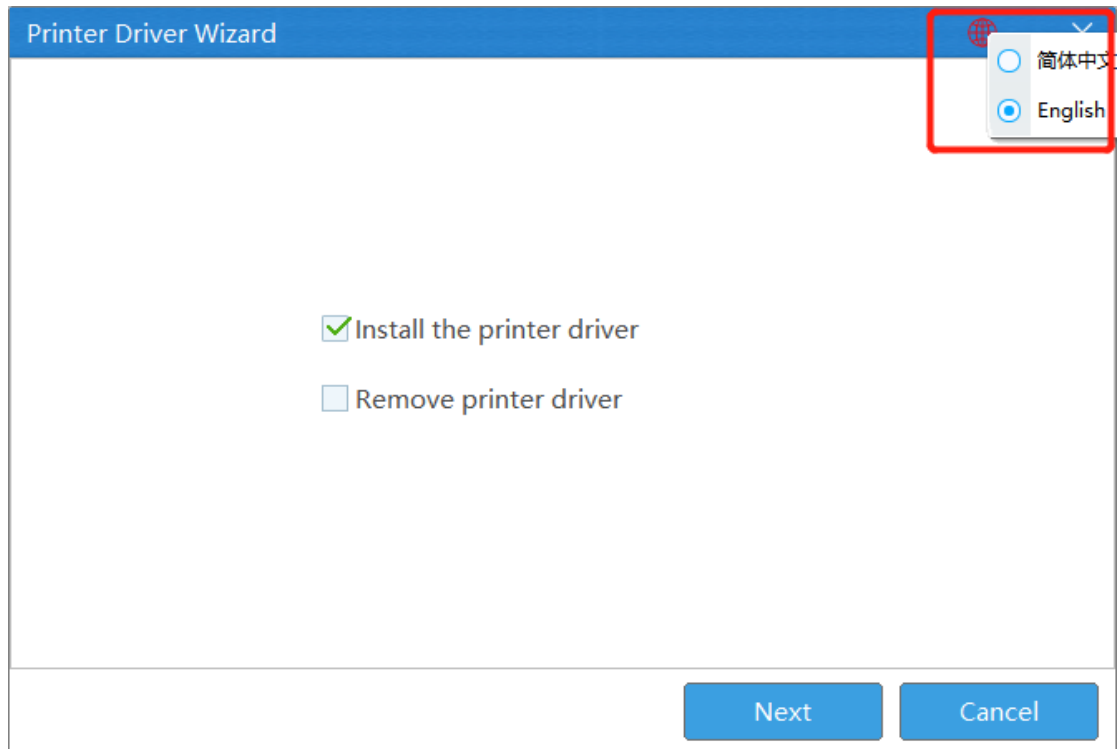 Printer Driver Wizard
简体中文
English
Install the printer driver
Remove printer driver
Next
Cancel